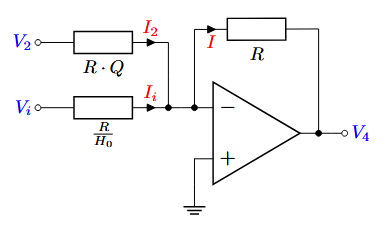 V₂ I₂
R · Q
I R
Vᵢ Iᵢ
R/H₀
−
+
V₄